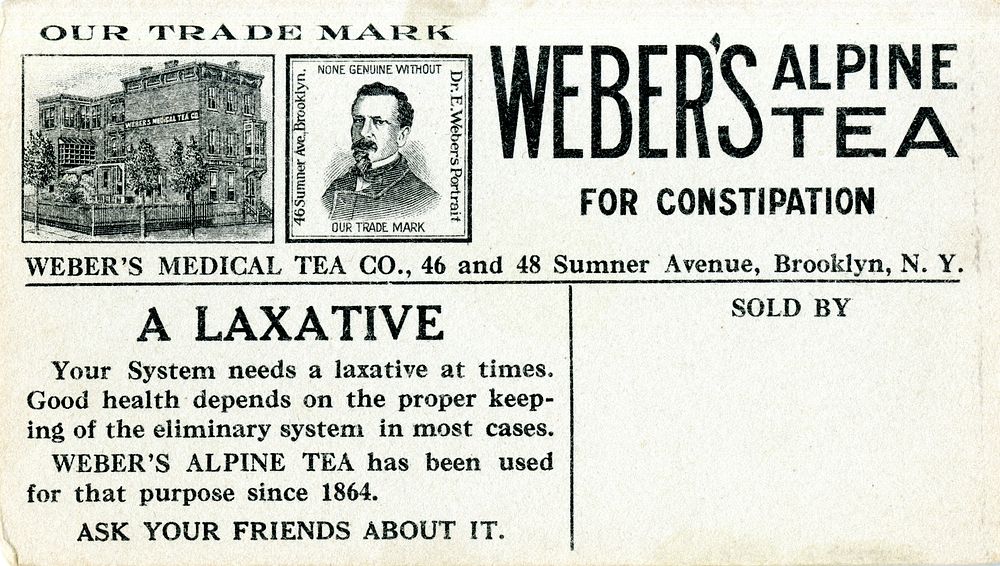 OUR TRADE MARK
WEBER'S MEDICAL TEA CO.
NONE GENUINE WITHOUT
46 Sumner Ave, Brooklyn.
Dr. E. Weber's Portrait
OUR TRADE MARK
WEBER'S ALPINE TEA
FOR CONSTIPATION
WEBER'S MEDICAL TEA CO., 46 and 48 Sumner Avenue, Brooklyn, N. Y.
A LAXATIVE
Your System needs a laxative at times.
Good health depends on the proper keep-
ing of the eliminary system in most cases.
WEBER'S ALPINE TEA has been used
for that purpose since 1864.
ASK YOUR FRIENDS ABOUT IT.
SOLD BY